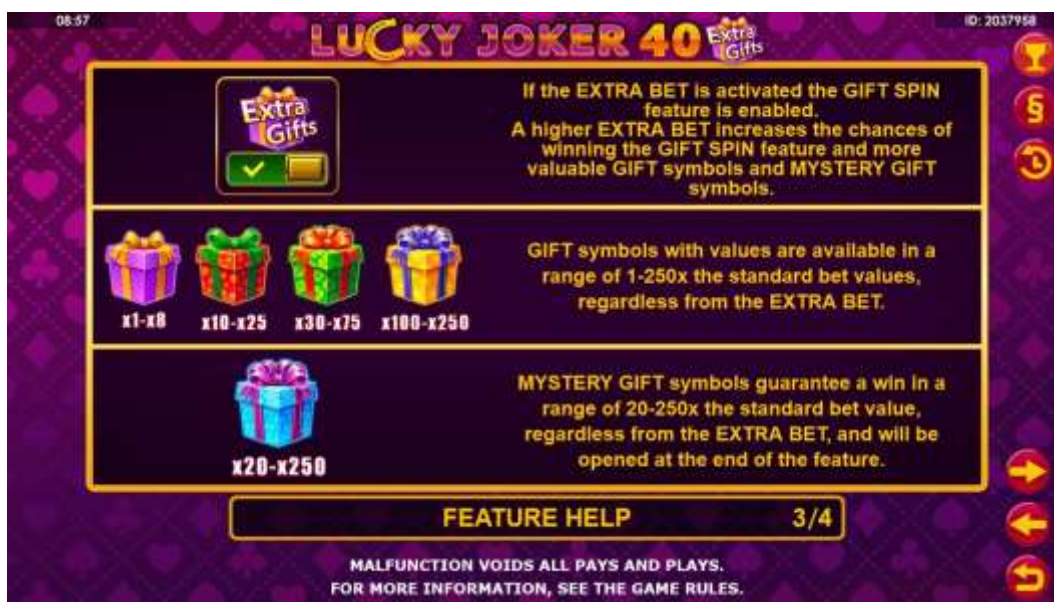 08:57
ID: 2037958
LUCKY JOKER 40 Extra Gifts
Extra
Gifts
If the EXTRA BET is activated the GIFT SPIN
feature is enabled.
A higher EXTRA BET increases the chances of
winning the GIFT SPIN feature and more
valuable GIFT symbols and MYSTERY GIFT
symbols.
x1-x8 x10-x25 x30-x75 x100-x250
GIFT symbols with values are available in a
range of 1-250x the standard bet values,
regardless from the EXTRA BET.
x20-x250
MYSTERY GIFT symbols guarantee a win in a
range of 20-250x the standard bet value,
regardless from the EXTRA BET, and will be
opened at the end of the feature.
FEATURE HELP 3/4
MALFUNCTION VOIDS ALL PAYS AND PLAYS.
FOR MORE INFORMATION, SEE THE GAME RULES.
§